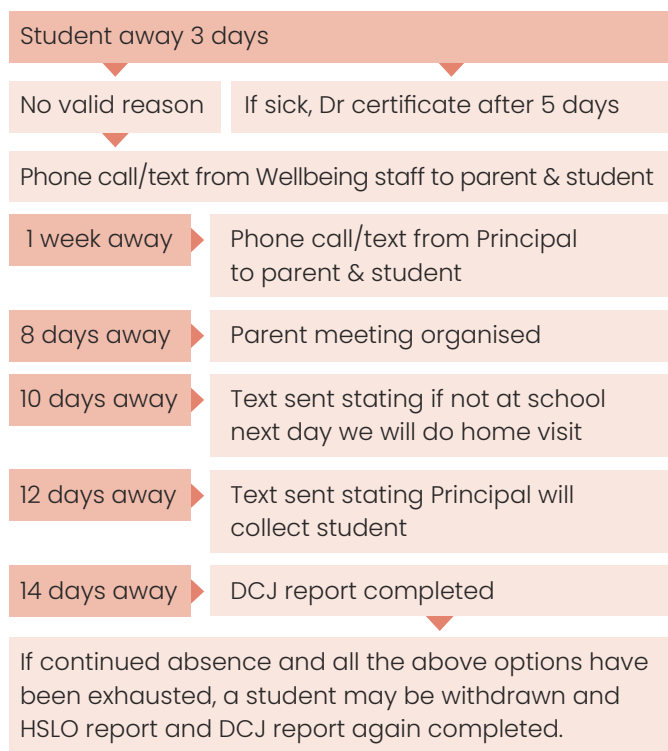 Student away 3 days
No valid reason
If sick, Dr certificate after 5 days
Phone call/text from Wellbeing staff to parent & student
1 week away
Phone call/text from Principal
to parent & student
8 days away
Parent meeting organised
10 days away
Text sent stating if not at school
next day we will do home visit
12 days away
Text sent stating Principal will
collect student
14 days away
DCJ report completed
If continued absence and all the above options have
been exhausted, a student may be withdrawn and
HSLO report and DCJ report again completed.